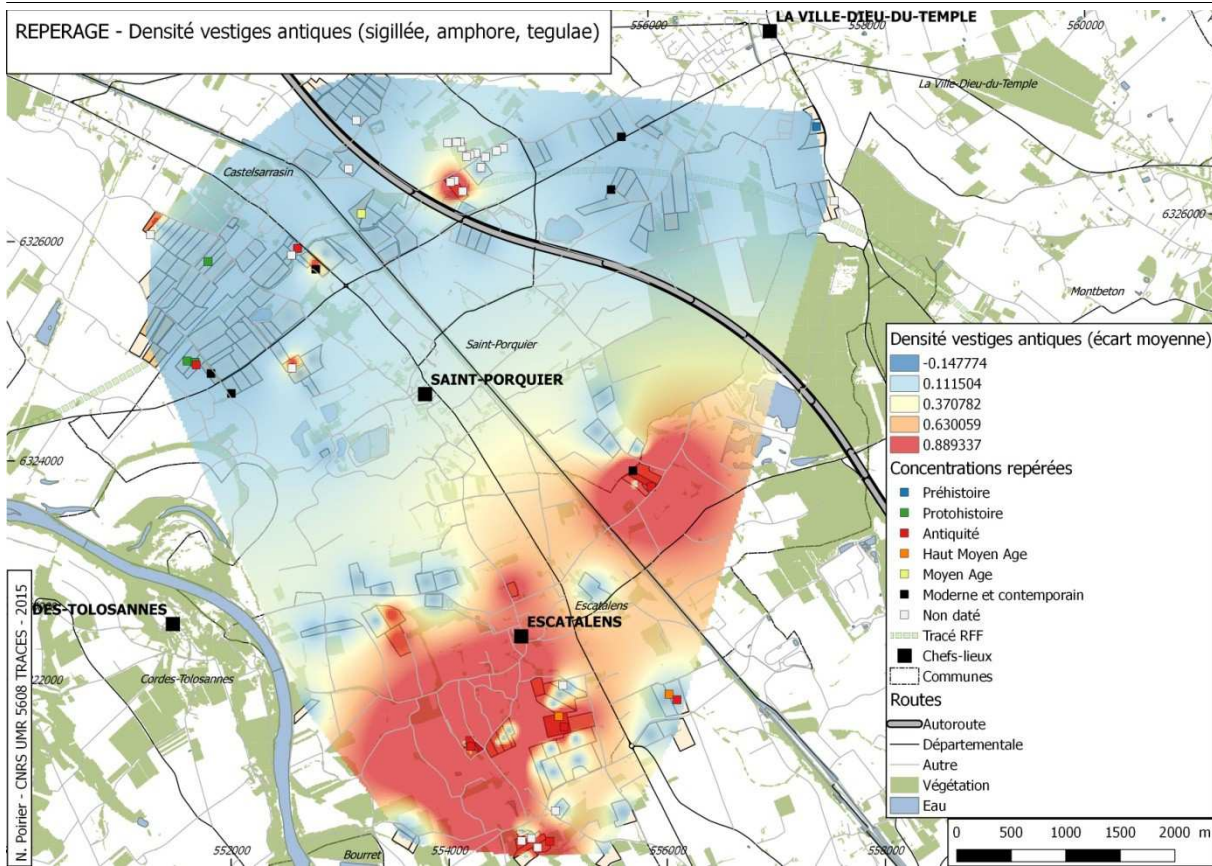 REPERAGE - Densité vestiges antiques (sigillée, amphore, tegulae)
556000
LA VILLE-DIEU-DU-TEMPLE
558000
560000
La Ville-Dieu-du-Temple
Castelsarrasin
6326000
6326000
Montbeton
Saint-Porquier
SAINT-PORQUIER
6324000
DES-TOLOSANNES
Escatalens
ESCATALENS
Cordes-Tolosannes
22000
Bourret
552000
554000
556000
558000
N. Poirier - CNRS UMR 5608 TRACES - 2015
Densité vestiges antiques (écart moyenne)
-0.147774
0.111504
0.370782
0.630059
0.889337
Concentrations repérées
Préhistoire
Protohistoire
Antiquité
Haut Moyen Age
Moyen Age
Moderne et contemporain
Non daté
Tracé RFF
Chefs-lieux
Communes
Routes
Autoroute
Départementale
Autre
Végétation
Eau
0 500 1000 1500 2000 m